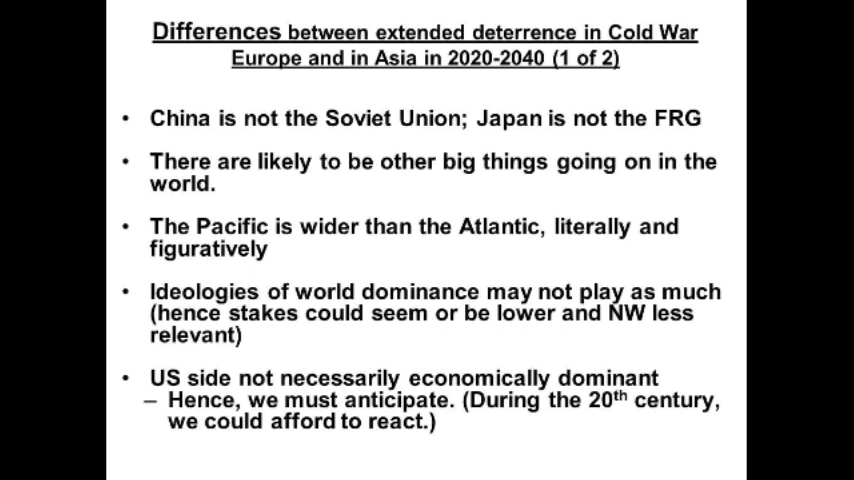 Differences between extended deterrence in Cold War
Europe and in Asia in 2020-2040 (1 of 2)
• China is not the Soviet Union; Japan is not the FRG
• There are likely to be other big things going on in the
world.
• The Pacific is wider than the Atlantic, literally and
figuratively
• Ideologies of world dominance may not play as much
(hence stakes could seem or be lower and NW less
relevant)
• US side not necessarily economically dominant
– Hence, we must anticipate. (During the 20th century,
we could afford to react.)